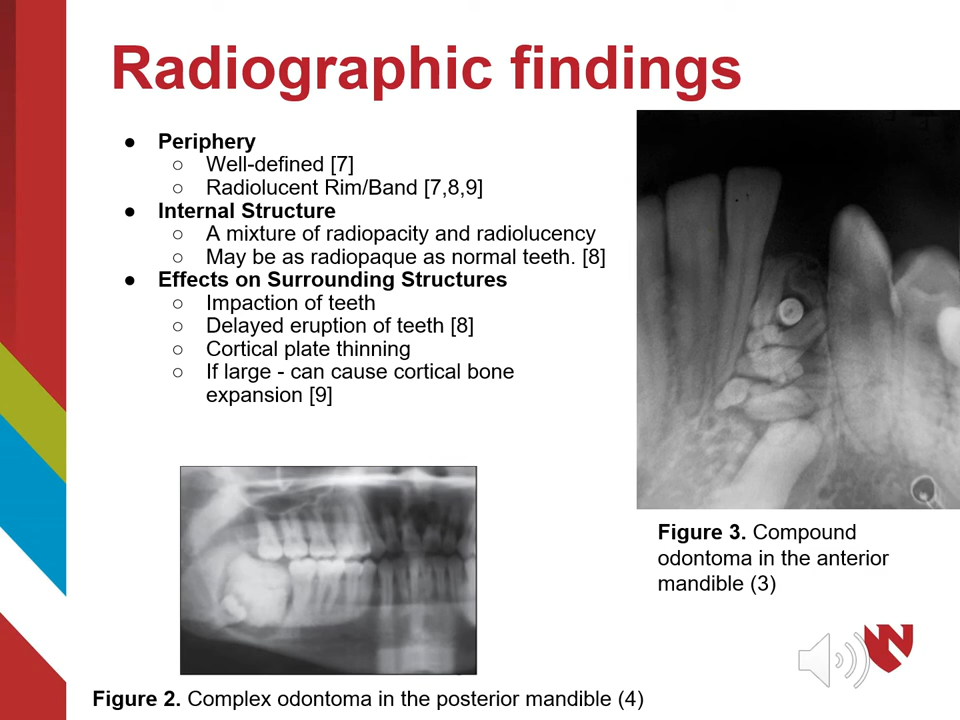 Radiographic findings
● Periphery
○ Well-defined [7]
○ Radiolucent Rim/Band [7,8,9]
● Internal Structure
○ A mixture of radiopacity and radiolucency
○ May be as radiopaque as normal teeth. [8]
● Effects on Surrounding Structures
○ Impaction of teeth
○ Delayed eruption of teeth [8]
○ Cortical plate thinning
○ If large - can cause cortical bone
expansion [9]
Figure 3. Compound
odontoma in the anterior
mandible (3)
Figure 2. Complex odontoma in the posterior mandible (4)
N